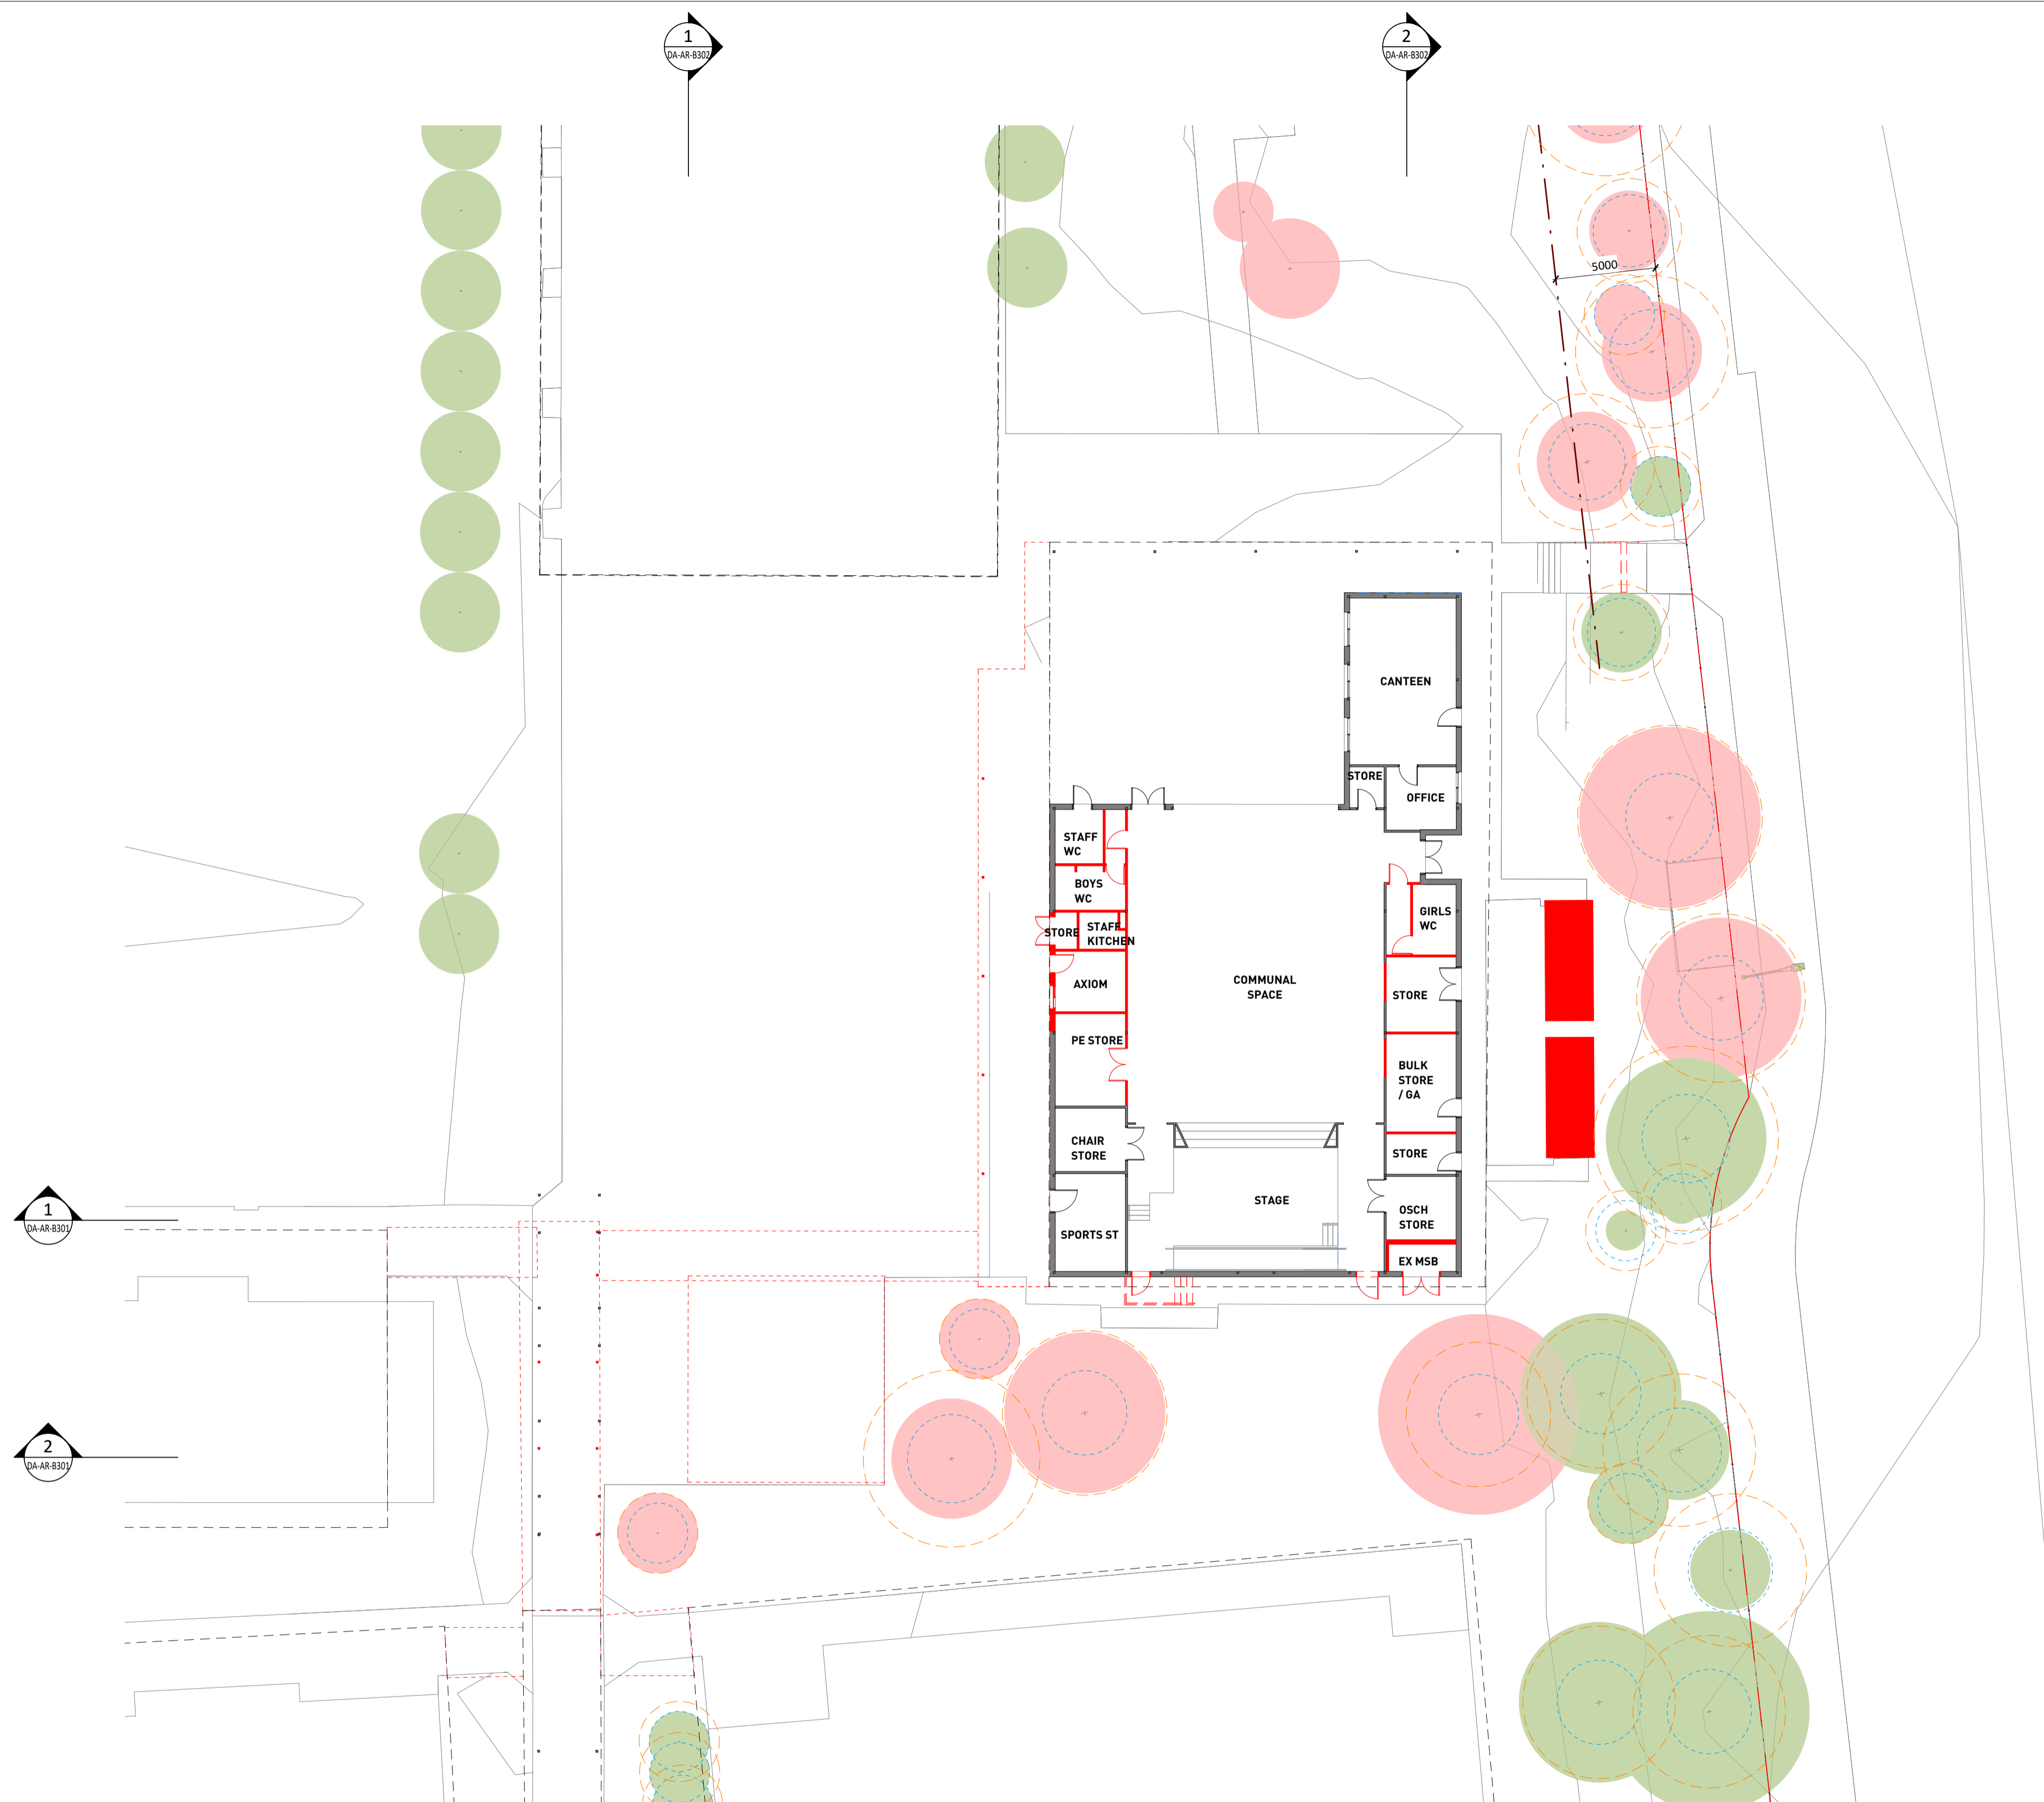 1
DA-AR-B302
2
DA-AR-B302
5000
CANTEEN
STORE
OFFICE
STAFF
WC
BOYS
WC
GIRLS
WC
STORE
STAFF
KITCHEN
COMMUNAL
SPACE
AXIOM
STORE
PE STORE
BULK
STORE
/ GA
CHAIR
STORE
STORE
STAGE
1
DA-AR-B301
OSCH
STORE
SPORTS ST
EX MSB
2
DA-AR-B301